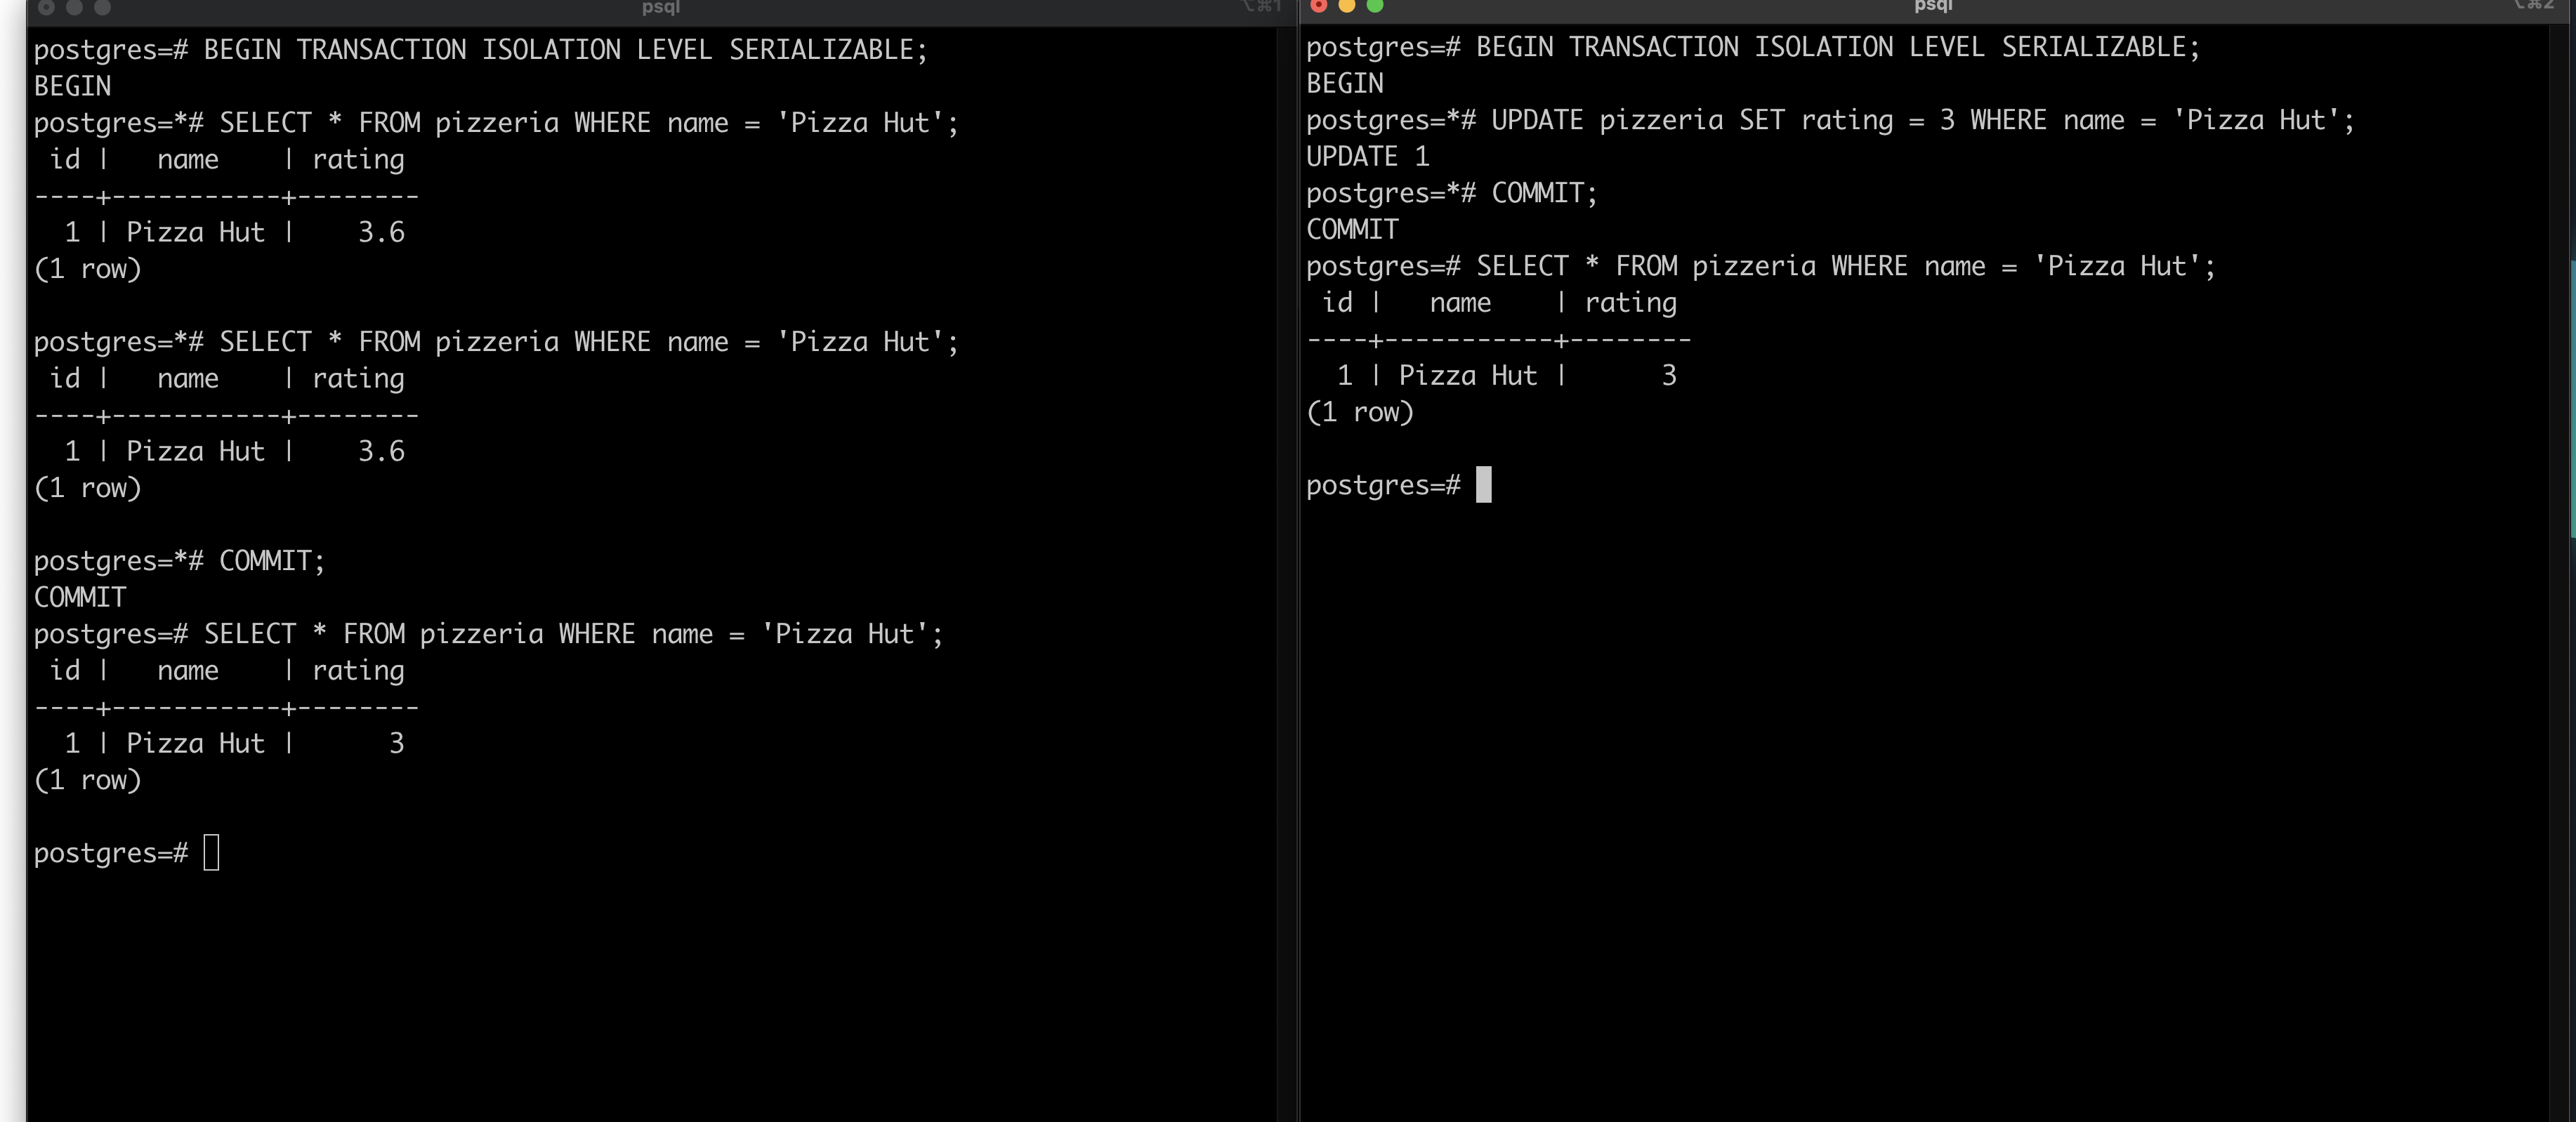 psql
⌥⌘1
postgres=# BEGIN TRANSACTION ISOLATION LEVEL SERIALIZABLE;
BEGIN
postgres=*# SELECT * FROM pizzeria WHERE name = 'Pizza Hut';
 id |   name    | rating
----+-----------+--------
  1 | Pizza Hut |    3.6
(1 row)

postgres=*# SELECT * FROM pizzeria WHERE name = 'Pizza Hut';
 id |   name    | rating
----+-----------+--------
  1 | Pizza Hut |    3.6
(1 row)

postgres=*# COMMIT;
COMMIT
postgres=# SELECT * FROM pizzeria WHERE name = 'Pizza Hut';
 id |   name    | rating
----+-----------+--------
  1 | Pizza Hut |      3
(1 row)

postgres=#
psql
⌥⌘2
postgres=# BEGIN TRANSACTION ISOLATION LEVEL SERIALIZABLE;
BEGIN
postgres=*# UPDATE pizzeria SET rating = 3 WHERE name = 'Pizza Hut';
UPDATE 1
postgres=*# COMMIT;
COMMIT
postgres=# SELECT * FROM pizzeria WHERE name = 'Pizza Hut';
 id |   name    | rating
----+-----------+--------
  1 | Pizza Hut |      3
(1 row)

postgres=#